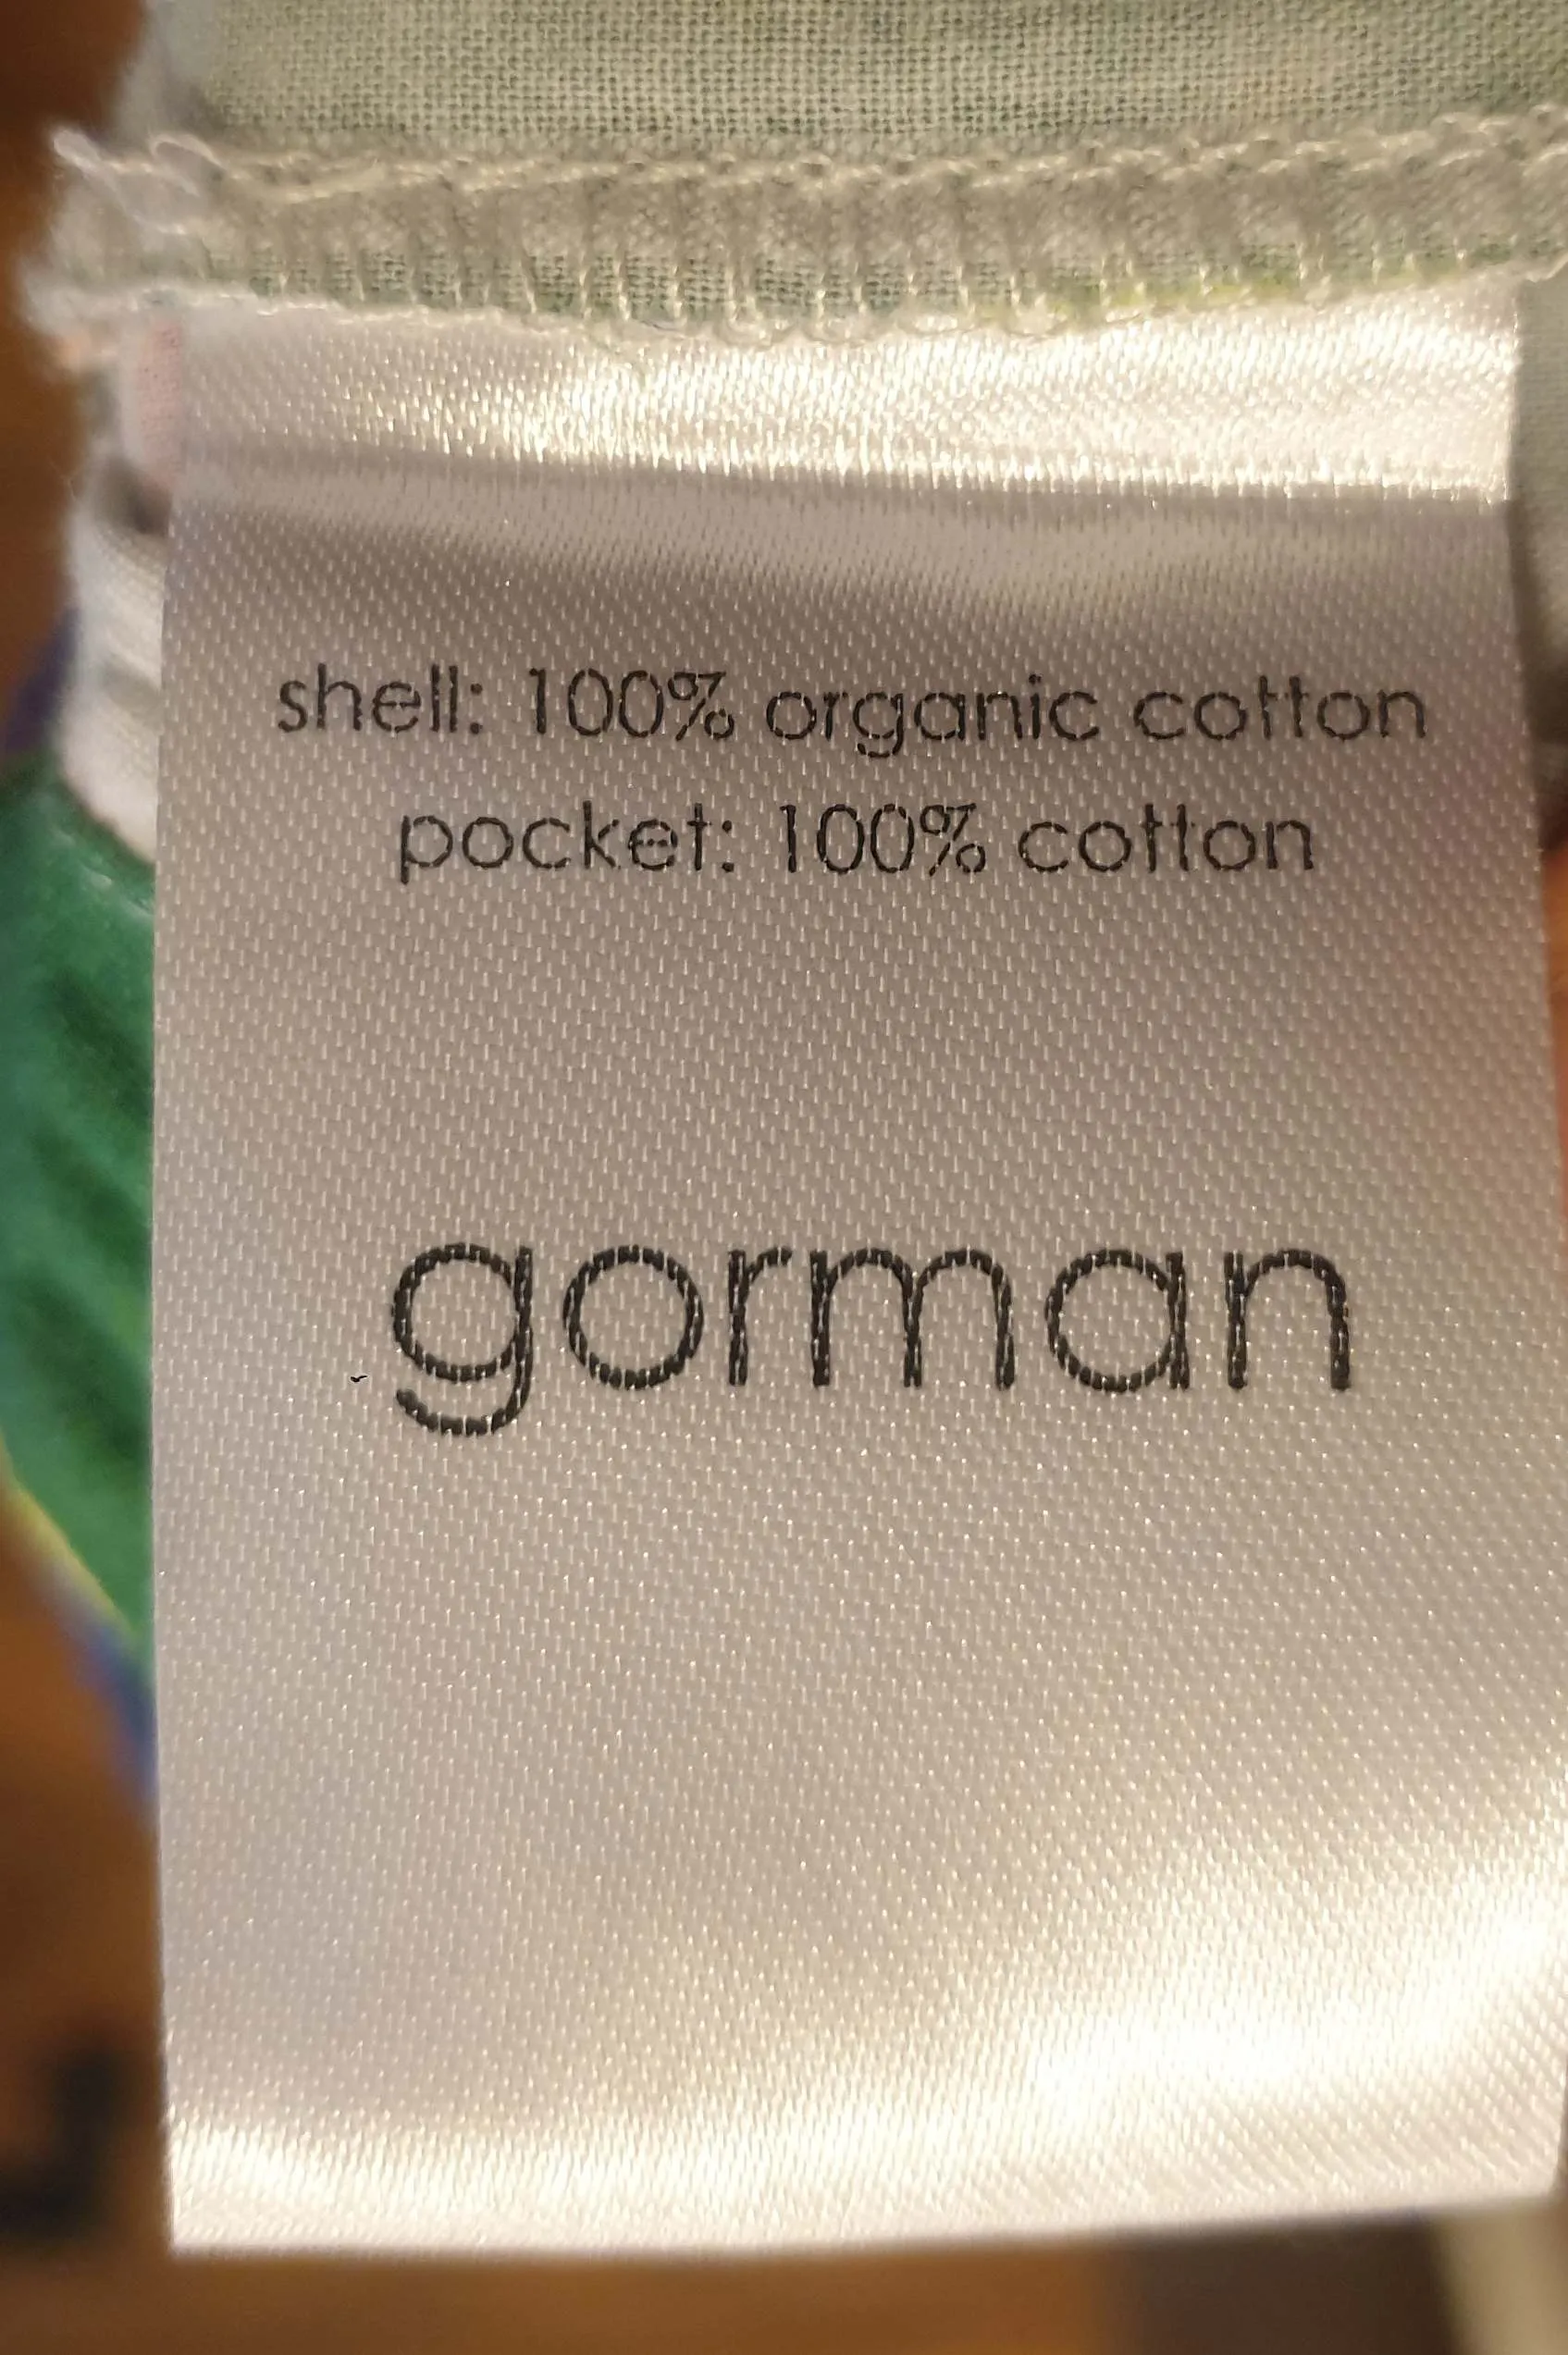 shell: 100% organic cotton
pocket: 100% cotton
gorman